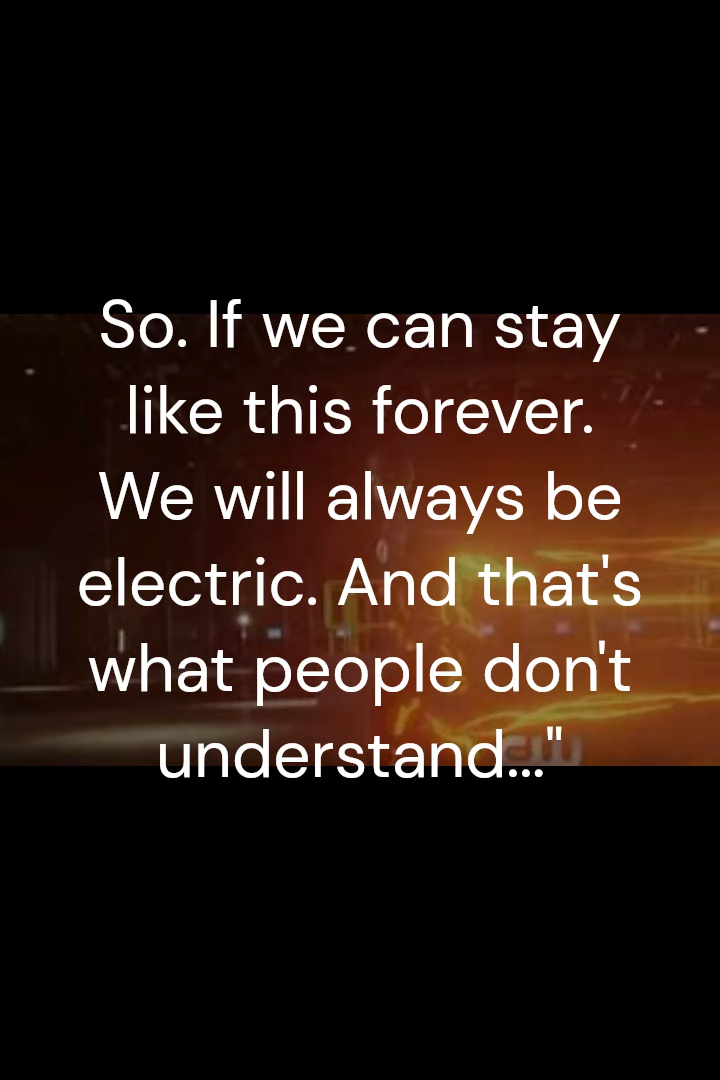 So. If we can stay
like this forever.
We will always be
electric. And that's
what people don't
understand..."
CW